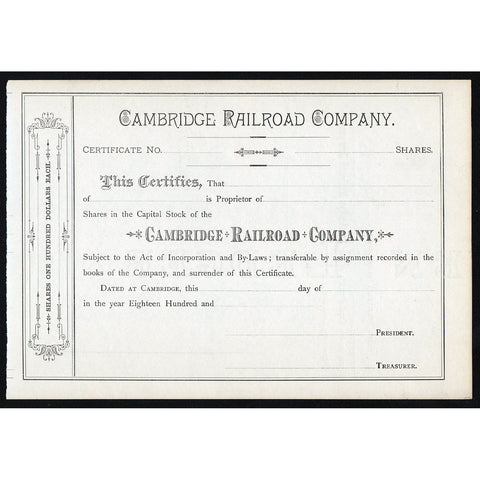 CAMBRIDGE RAILROAD COMPANY.
CERTIFICATE NO. SHARES.
This Certifies, That
of is Proprietor of
Shares in the Capital Stock of the
CAMBRIDGE RAILROAD COMPANY,
Subject to the Act of Incorporation and By-Laws; transferable by assignment recorded in the
books of the Company, and surrender of this Certificate.
DATED AT CAMBRIDGE, this day of
in the year Eighteen Hundred and
PRESIDENT.
TREASURER.
SHARES ONE HUNDRED DOLLARS EACH.